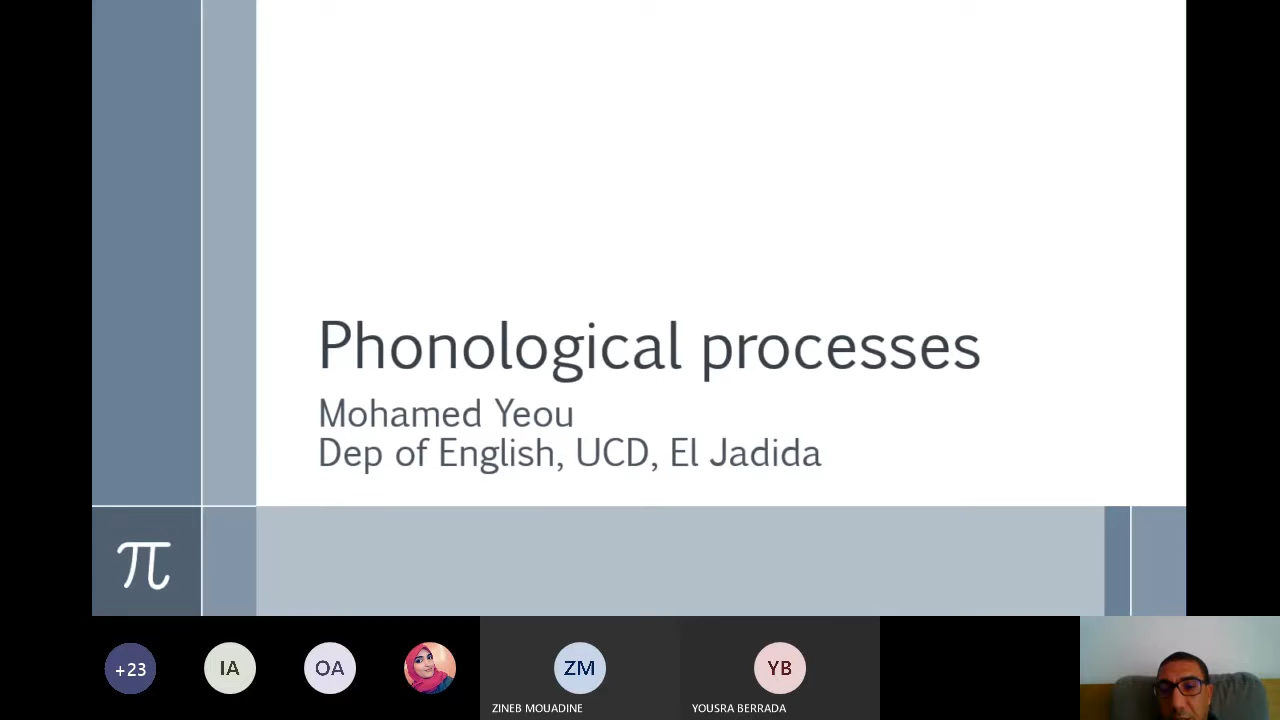 Phonological processes
Mohamed Yeou
Dep of English, UCD, El Jadida
π
+23
IA
OA
ZM
YB
ZINEB MOUADINE
YOUSRA BERRADA